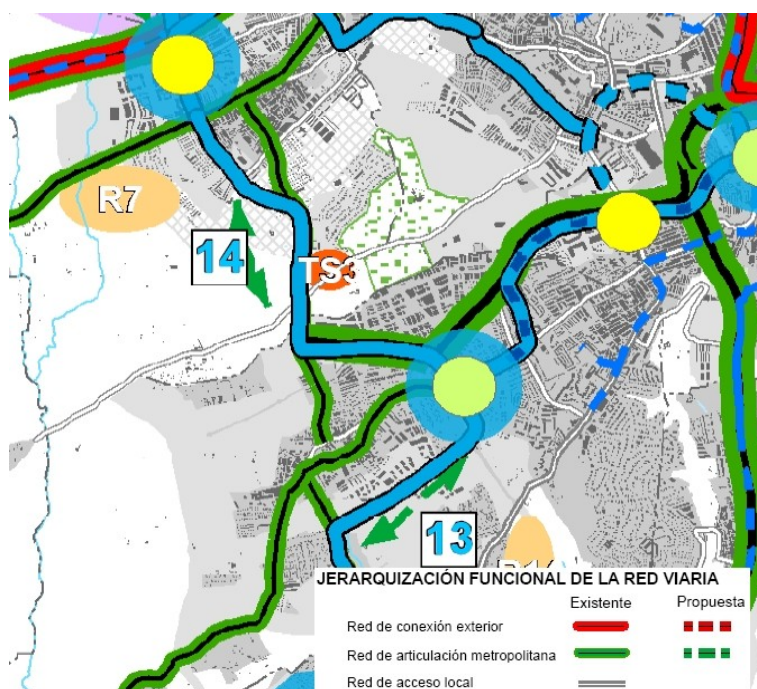 R7
14
TS3
13
JERARQUIZACIÓN FUNCIONAL DE LA RED VIARIA
Existente Propuesta
Red de conexión exterior
Red de articulación metropolitana
Red de acceso local